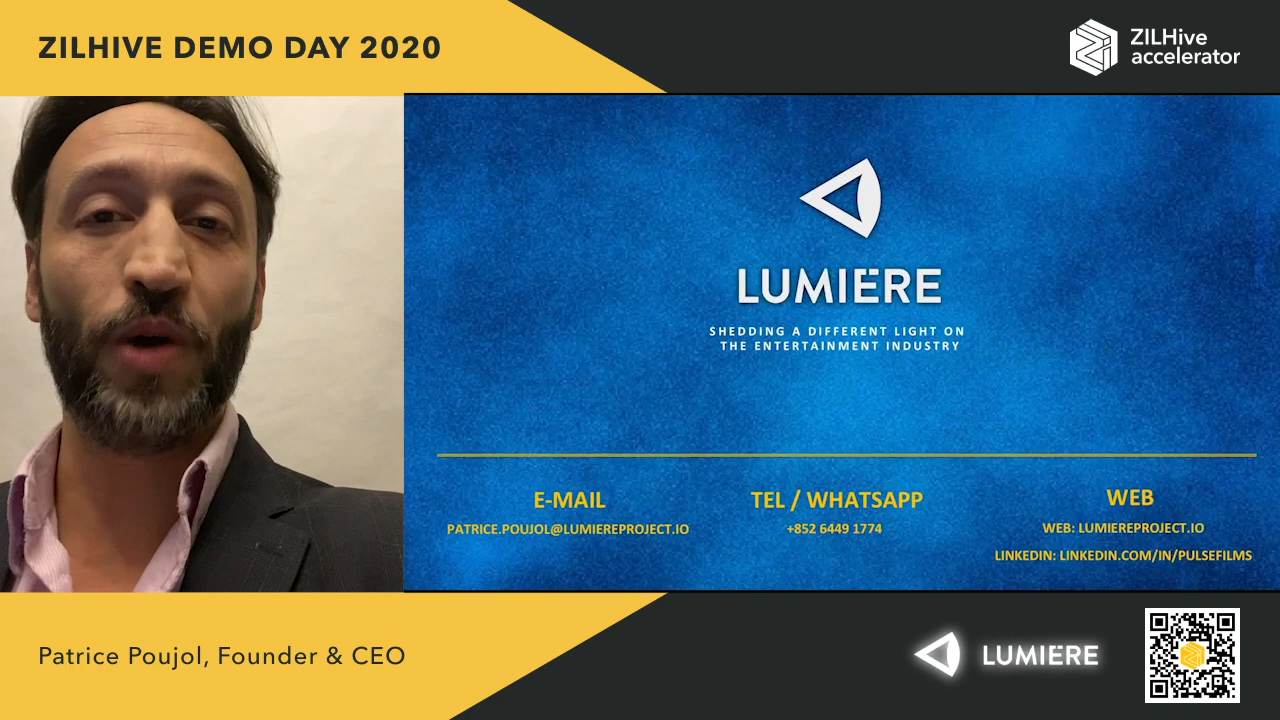 ZILHIVE DEMO DAY 2020
ZILHive
accelerator
LUMIERE
SHEDDING A DIFFERENT LIGHT ON
THE ENTERTAINMENT INDUSTRY
E-MAIL
PATRICE.POUJOL@LUMIEREPROJECT.IO
TEL / WHATSAPP
+852 6449 1774
WEB
WEB: LUMIEREPROJECT.IO
LINKEDIN: LINKEDIN.COM/IN/PULSEFILMS
Patrice Poujol, Founder & CEO
LUMIERE